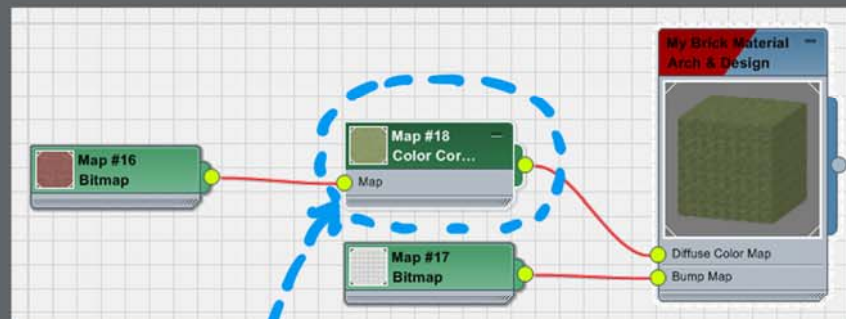 Map #16
Bitmap
Map #18
Color Cor...
Map
Map #17
Bitmap
My Brick Material
Arch & Design
Diffuse Color Map
Bump Map